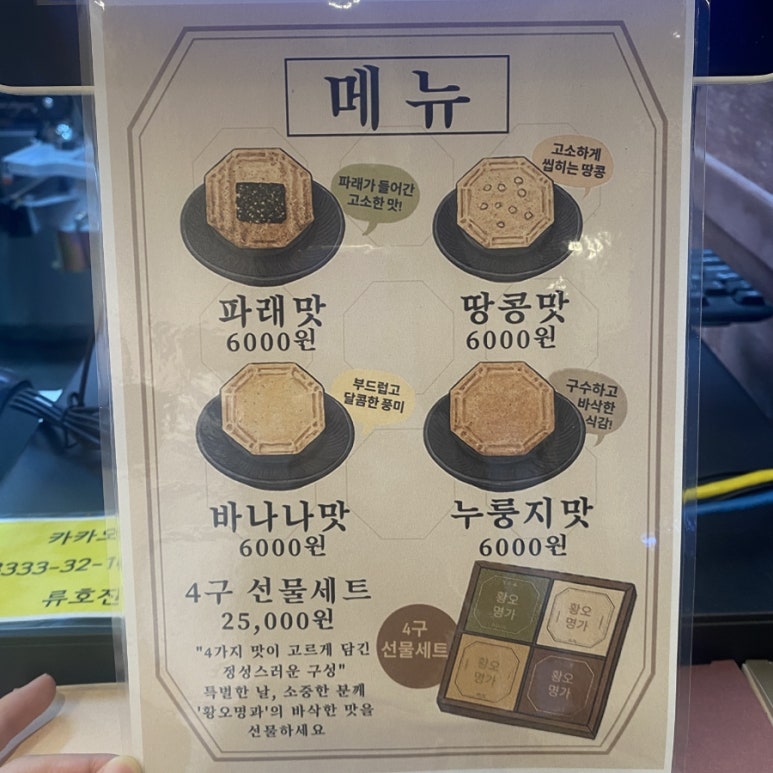 메뉴
파래가 들어간
고소한 맛!
고소하게
씹히는 땅콩
파래맛
6000원
땅콩맛
6000원
부드럽고
달콤한 풍미
구수하고
바삭한
식감!
바나나맛
6000원
누룽지맛
6000원
4구 선물세트
25,000원
"4가지 맛이 고르게 담긴
정성스러운 구성"
특별한 날, 소중한 분께
'황오명과'의 바삭한 맛을
선물하세요
4구
선물세트
황오
명가
황오
명가
황오
명가
황오
명가
카카오
3333-32-1
류호진